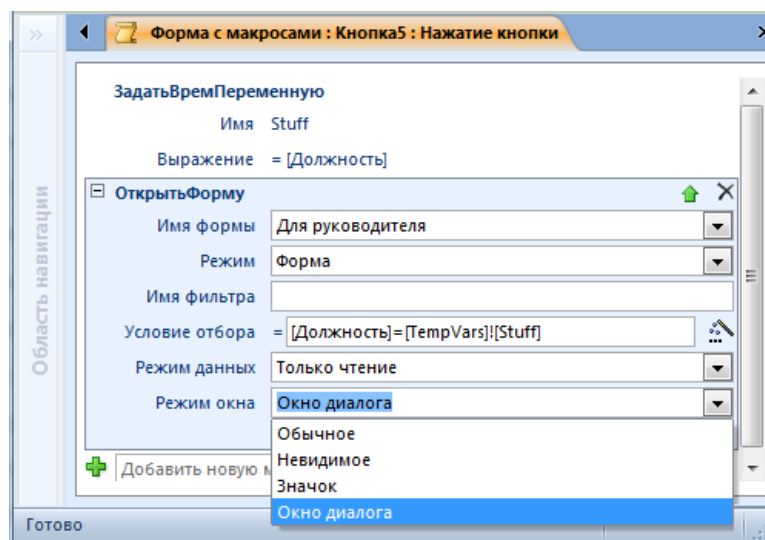 Форма с макросами : Кнопка5 : Нажатие кнопки
Область навигации
ЗадатьВремПеременную
Имя Stuff
Выражение = [Должность]
ОткрытьФорму
Имя формы Для руководителя
Режим Форма
Имя фильтра
Условие отбора = [Должность]=[TempVars]![Stuff]
Режим данных Только чтение
Режим окна Окно диалога
Обычное
Невидимое
Значок
Окно диалога
Добавить новую
Готово